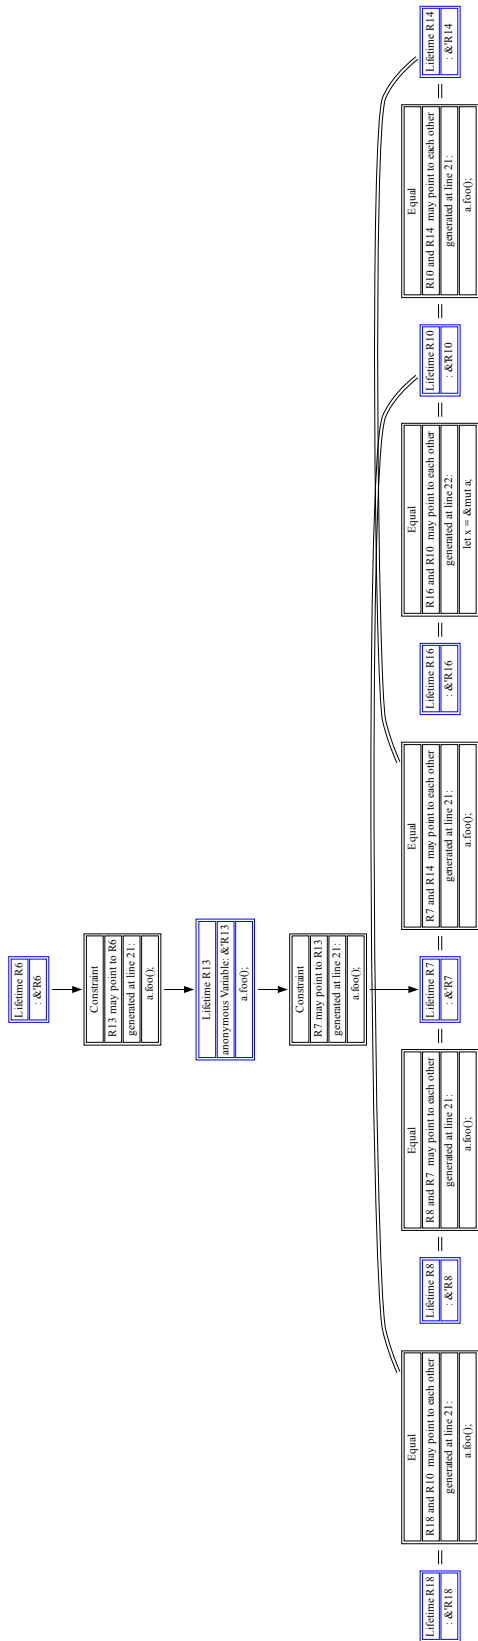 Lifetime R6
: &'R6
Constraint
R13 may point to R6
generated at line 21:
a.foo();
Lifetime R13
anonymous Variable: &'R13
a.foo();
Constraint
R7 may point to R13
generated at line 21:
a.foo();
Lifetime R18
: &'R18
Equal
R18 and R10 may point to each other
generated at line 21:
a.foo();
Lifetime R8
: &'R8
Equal
R8 and R7 may point to each other
generated at line 21:
a.foo();
Lifetime R7
: &'R7
Equal
R7 and R14 may point to each other
generated at line 21:
a.foo();
Lifetime R16
: &'R16
Equal
R16 and R10 may point to each other
generated at line 22:
let x = &mut a;
Lifetime R10
: &'R10
Equal
R10 and R14 may point to each other
generated at line 21:
a.foo();
Lifetime R14
: &'R14